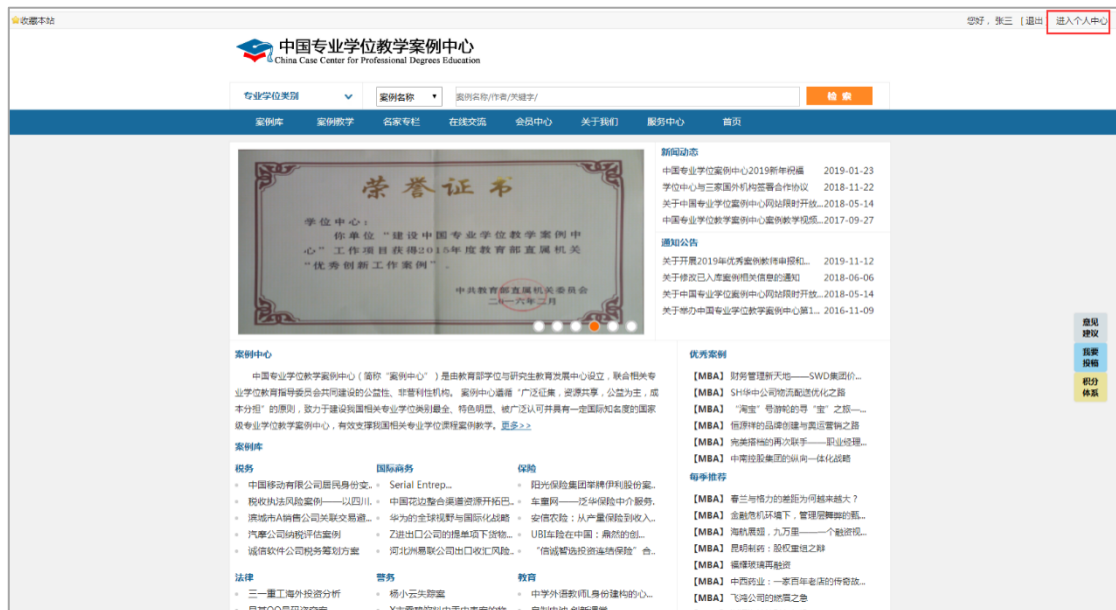 收藏本站
您好，张三 [退出 进入个人中心
中国专业学位教学案例中心
China Case Center for Professional Degrees Education
专业学位类别 案例名称 案例名称/作者/关键字/ 检 索
案例库 案例教学 名家专栏 在线交流 会员中心 关于我们 服务中心 首页
荣誉证书
学位中心：
你单位“建设中国专业学位教学案例中
心”工作项目获得2015年度教育部直属机关
“优秀创新工作案例”。
中共教育部直属机关委员会
二〇一六年二月
新闻动态
中国专业学位案例中心2019新年祝福 2019-01-23
学位中心与三家国外机构签署合作协议 2018-11-22
关于中国专业学位案例中心网站限时开放...2018-05-14
中国专业学位教学案例中心案例教学视频...2017-09-27
通知公告
关于开展2019年优秀案例教师申报和... 2019-11-12
关于修改已入库案例相关信息的通知 2018-06-06
关于中国专业学位案例中心网站限时开放...2018-05-14
关于举办中国专业学位案例中心第1... 2016-11-09
意见
建议
我要
投稿
积分
体系
案例中心
中国专业学位教学案例中心（简称“案例中心”）是由教育部学位与研究生教育发展中心设立，联合相关专
业学位教育指导委员会共同建设的公益性、非营利性机构。 案例中心遵循“广泛征集，资源共享，公益为主，成
本分担”的原则，致力于建设我国相关专业学位类别最全、特色明显、被广泛认可并具有一定国际知名度的国家
级专业学位教学案例中心，有效支撑我国相关专业学位课程案例教学。更多>>
案例库
税务
中国移动有限公司居民身份变..
税收执法风险案例——以四川..
滨城市A销售公司关联交易避...
汽摩公司纳税评估案例
诚信软件公司税务筹划方案
国际商务
Serial Entrep...
中国花边整合渠道资源开拓巴..
华为的全球视野与国际化战略
Z进出口公司的提单项下货物...
河北洲易联公司出口收汇风险..
保险
阳光保险集团举牌伊利股份案..
车童网——泛华保险中介服务.
安信农险：从产量保险到收入..
UBI车险在中国：鼎然的创...
“信诚智选投资连结保险”合..
法律
三一重工海外投资分析
警务
杨小云失踪案
教育
中学外语教师L身份建构的心...
优秀案例
【MBA】 财务管理新天地——SWD集团价...
【MBA】 SH华中公司物流配送优化之路
【MBA】 “淘宝”号游轮的寻“宝”之旅—...
【MBA】 恒源祥的品牌创建与奥运营销之路
【MBA】 完美搭档的再次联手——职业经理...
【MBA】 中南控股集团的纵向一体化战略
每季推荐
【MBA】 春兰与格力的差距为何越来越大？
【MBA】 金融危机环境下，管理层舞弊的甄...
【MBA】 海航展翅，九万里———个融资视...
【MBA】 昆明制药：股权重组之辩
【MBA】 福耀玻璃再融资
【MBA】 中西药业：一家百年老店的传奇故...
【MBA】 飞鸿公司的燃眉之急